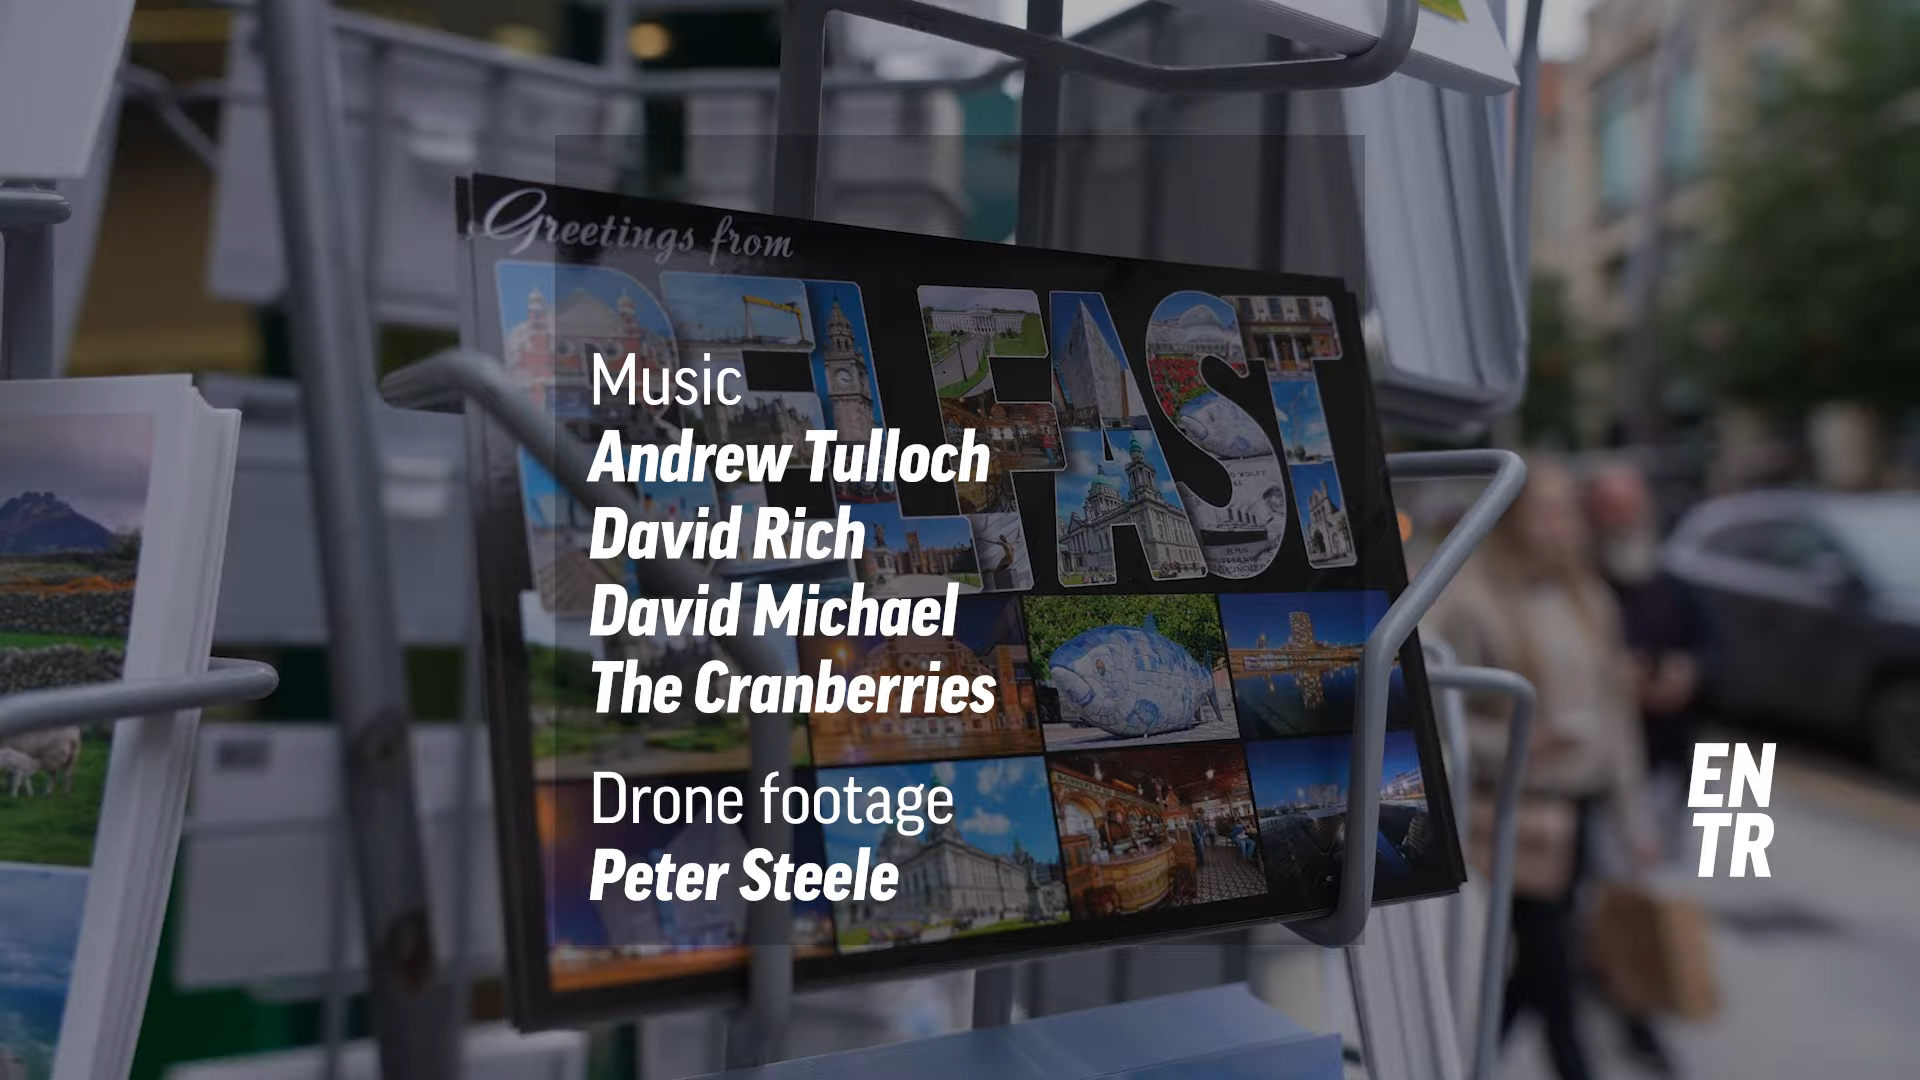 Greetings from
BELFAST
Music
Andrew Tulloch
David Rich
David Michael
The Cranberries
Drone footage
Peter Steele
EN
TR